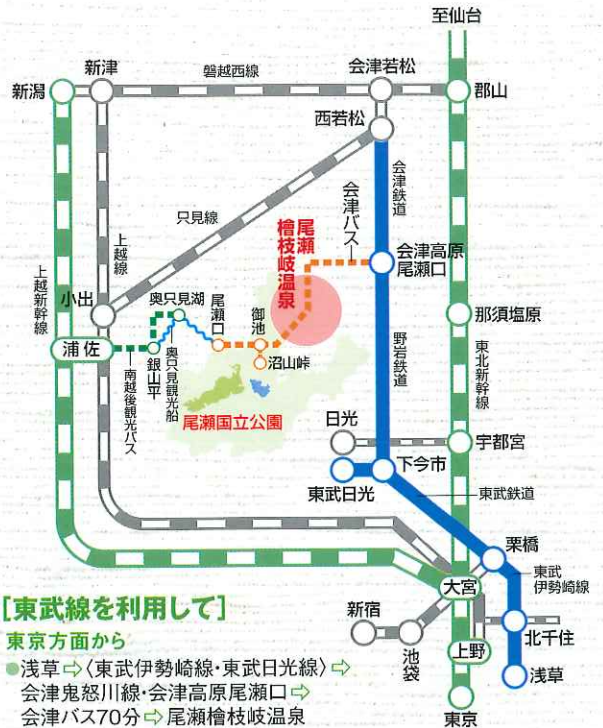 至仙台
新潟
新津
磐越西線
会津若松
郡山
西若松
会津鉄道
会津バス
只見線
上越線
上越新幹線
尾瀬
檜枝岐温泉
会津高原
尾瀬口
小出
奥只見湖
尾瀬口
御池
沼山峠
浦佐
銀山平
奥只見観光船
南越後観光バス
尾瀬国立公園
野岩鉄道
那須塩原
東北新幹線
日光
宇都宮
東武日光
下今市
東武鉄道
栗橋
東武
伊勢崎線
大宮
新宿
池袋
上野
北千住
浅草
東京
[東武線を利用して]
東京方面から
●浅草⇨〈東武伊勢崎線・東武日光線〉⇨
会津鬼怒川線・会津高原尾瀬口⇨
会津バス70分⇨尾瀬檜枝岐温泉